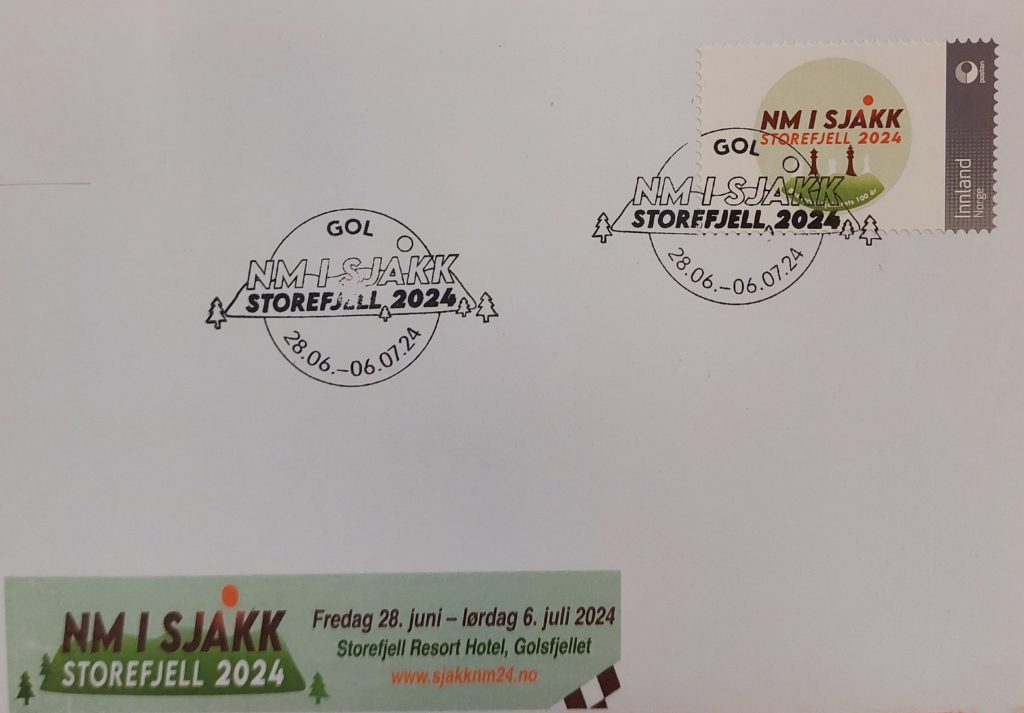 NM I SJAKK
STOREFJELL 2024
100 år
posten
Innland
Norge
GOL
NM I SJAKK
STOREFJELL 2024
28.06.–06.07.24
GOL
NM I SJAKK
STOREFJELL 2024
28.06.–06.07.24
NM I SJAKK
STOREFJELL 2024
Fredag 28. juni – lørdag 6. juli 2024
Storefjell Resort Hotel, Golsfjellet
www.sjakknm24.no